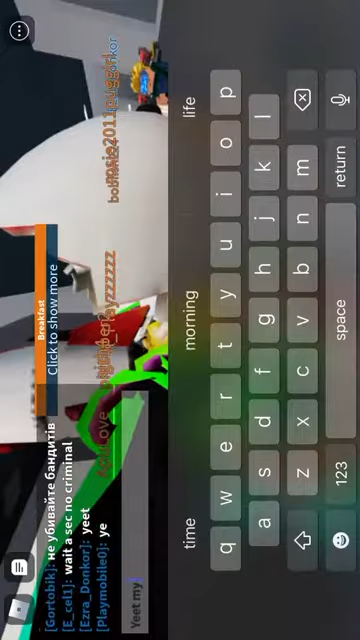 Breakfast
Click to show more
[Gortobik]: не убивайте бандитів
[E_cel1]: wait a sec no criminal
[Ezra_Donkor]: yeet
[Playmobile0]: ye
Yeet my
time morning life
q w e r t y u i o p
a s d f g h j k l
z x c v b n m
123 space return